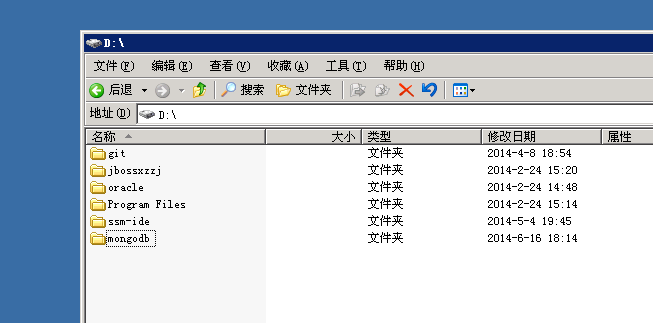 D:\
文件(F) 编辑(E) 查看(V) 收藏(A) 工具(T) 帮助(H)
后退 搜索 文件夹
地址(D) D:\
名称 大小 类型 修改日期 属性
git 文件夹 2014-4-8 18:54
jbossxzzj 文件夹 2014-2-24 15:20
oracle 文件夹 2014-2-24 14:48
Program Files 文件夹 2014-2-24 15:14
ssm-ide 文件夹 2014-5-4 19:45
mongodb 文件夹 2014-6-16 18:14